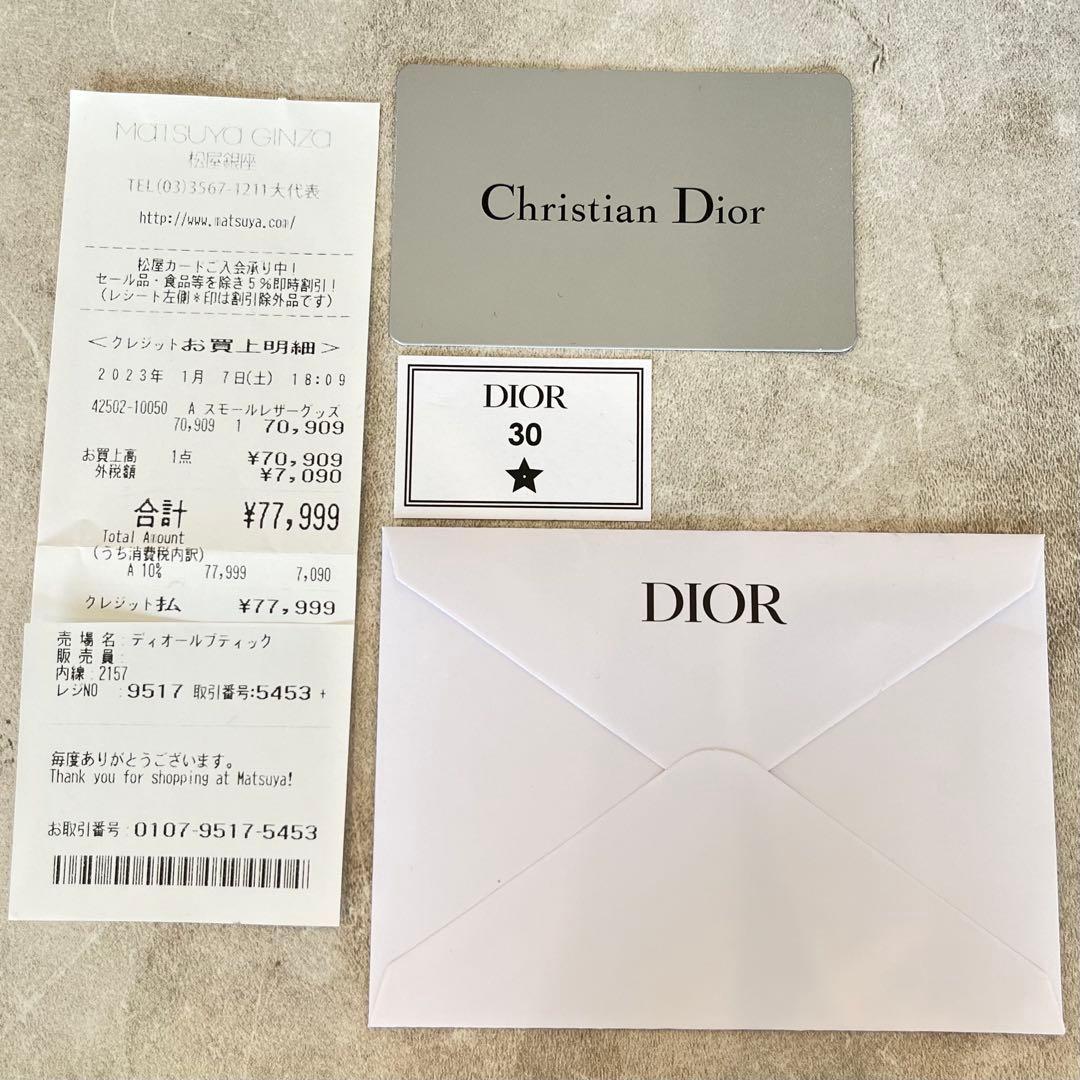 MATSUYA GINZA
松屋銀座
TEL(03)3567-1211大代表
http://www.matsuya.com/
松屋カードご入会承り中！
セール品・食品等を除き5％即時割引！
（レシート左側＊印は割引除外品です）
＜クレジットお買上明細＞
2023年 1月 7日(土) 18:09
42502-10050 A スモールレザーグッズ
70,909 1 70,909
お買上高 1点 ¥70,909
外税額 ¥7,090
合計 ¥77,999
Total Amount
(うち消費税内訳)
A 10% 77,999 7,090
クレジット払 ¥77,999
売場名:ディオールブティック
販売員:
内線:2157
レジNO :9517 取引番号:5453 +
毎度ありがとうございます。
Thank you for shopping at Matsuya!
お取引番号:0107-9517-5453
Christian Dior
DIOR
30
DIOR